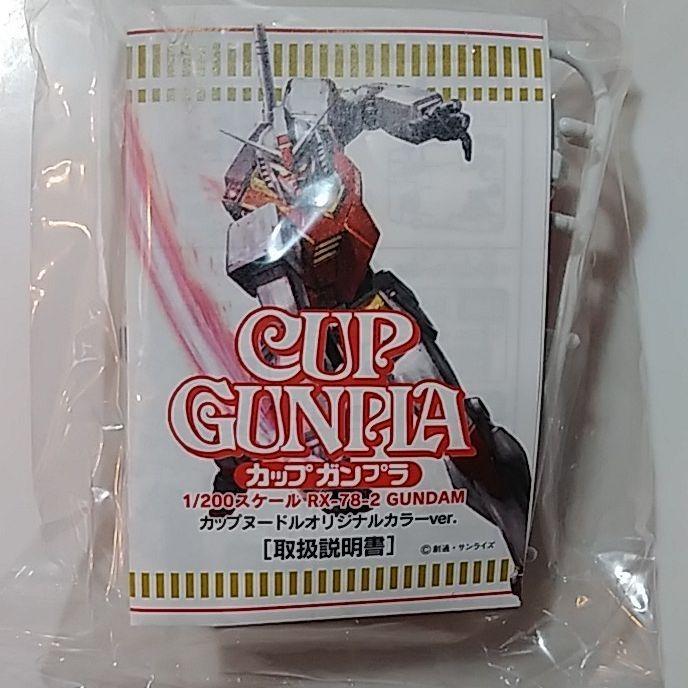 CUP
GUNPLA
カップ ガンプラ
1/200スケール RX-78-2 GUNDAM
カップヌードルオリジナルカラーver.
[取扱説明書]
©創通・サンライズ